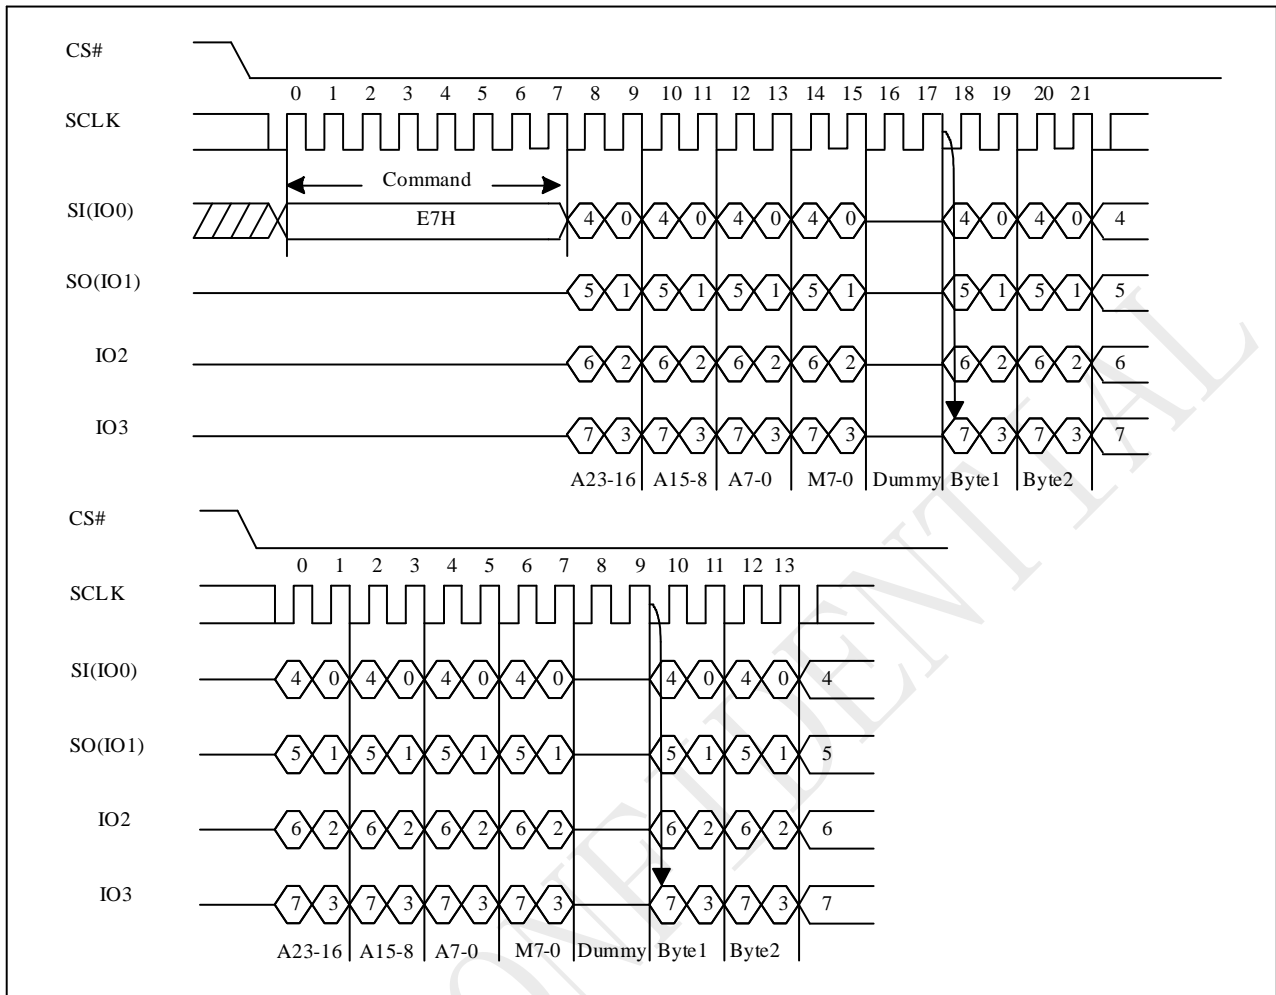 CS#
0 1 2 3 4 5 6 7 8 9 10 11 12 13 14 15 16 17 18 19 20 21
SCLK
Command
SI(IO0) E7H 4 0 4 0 4 0 4 0 4 0 4 0 4
SO(IO1) 5 1 5 1 5 1 5 1 5 1 5 1 5
IO2 6 2 6 2 6 2 6 2 6 2 6 2 6
IO3 7 3 7 3 7 3 7 3 7 3 7 3 7
A23-16 A15-8 A7-0 M7-0 Dummy Byte1 Byte2
CS#
0 1 2 3 4 5 6 7 8 9 10 11 12 13
SCLK
SI(IO0) 4 0 4 0 4 0 4 0 4 0 4 0 4
SO(IO1) 5 1 5 1 5 1 5 1 5 1 5 1 5
IO2 6 2 6 2 6 2 6 2 6 2 6 2 6
IO3 7 3 7 3 7 3 7 3 7 3 7 3 7
A23-16 A15-8 A7-0 M7-0 Dummy Byte1 Byte2
ONFIDENTIAL